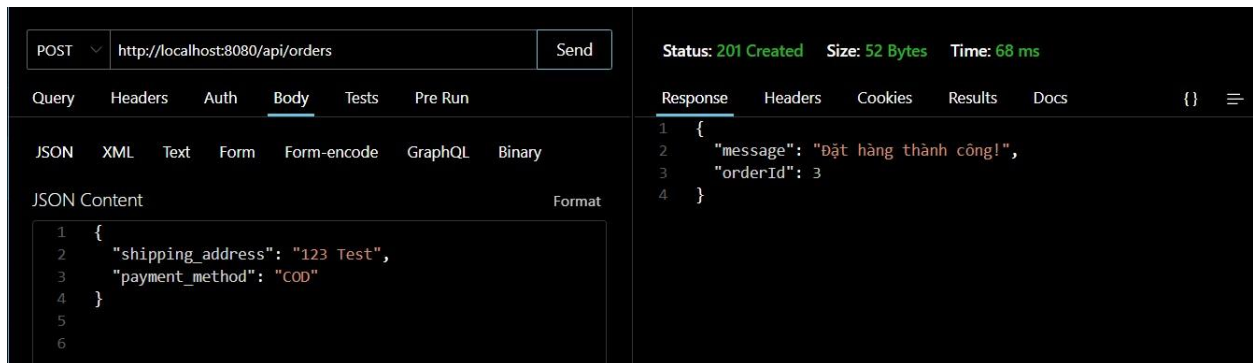 POST http://localhost:8080/api/orders Send
Query Headers Auth Body Tests Pre Run
JSON XML Text Form Form-encode GraphQL Binary
JSON Content Format
1 {
2 "shipping_address": "123 Test",
3 "payment_method": "COD"
4 }
5
6
Status: 201 Created Size: 52 Bytes Time: 68 ms
Response Headers Cookies Results Docs {}
1 {
2 "message": "Đặt hàng thành công!",
3 "orderId": 3
4 }